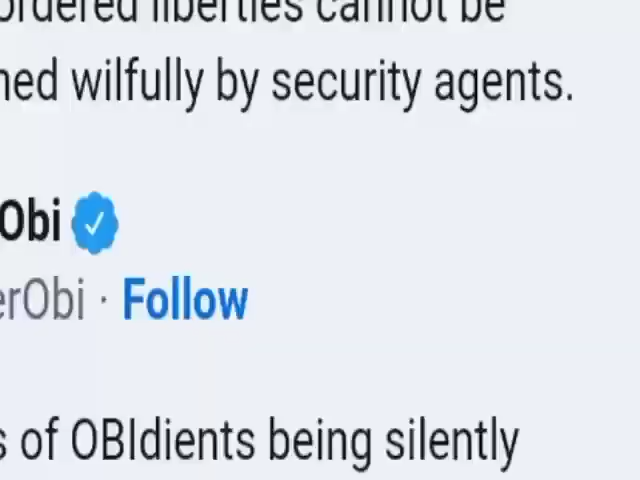 ordered liberties cannot be
ned wilfully by security agents.
Obi
erObi · Follow
s of OBIdients being silently